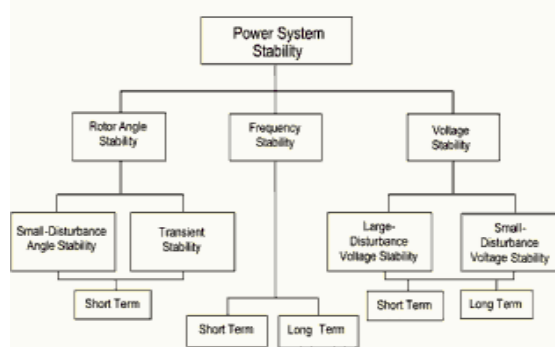 Power System
Stability
Rotor Angle
Stability
Frequency
Stability
Voltage
Stability
Small-Disturbance
Angle Stability
Transient
Stability
Large-
Disturbance
Voltage Stability
Small-
Disturbance
Voltage Stability
Short Term
Short Term
Long Term
Short Term
Long Term